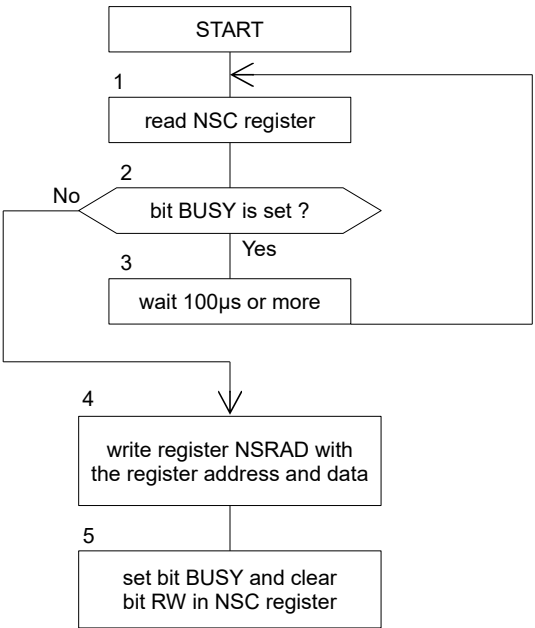 START
1
read NSC register
2
No
bit BUSY is set ?
Yes
3
wait 100µs or more
4
write register NSRAD with
the register address and data
5
set bit BUSY and clear
bit RW in NSC register